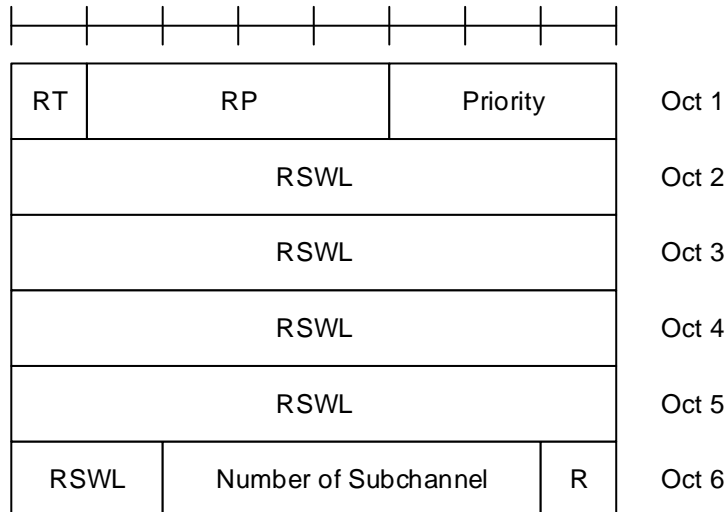 RT RP Priority Oct 1
RSWL Oct 2
RSWL Oct 3
RSWL Oct 4
RSWL Oct 5
RSWL Number of Subchannel R Oct 6